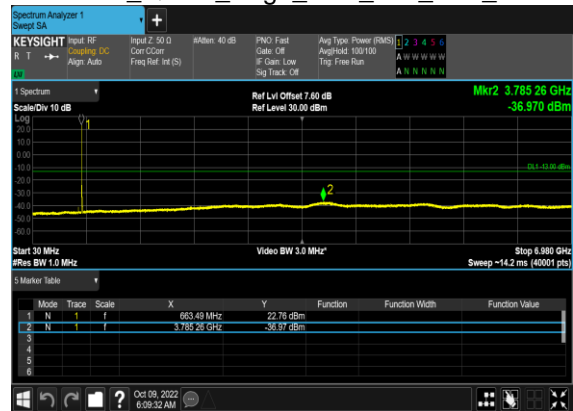 Spectrum Analyzer 1
Swept SA
+
KEYSIGHT Input: RF Input Z: 50 Ω #Atten: 40 dB PNO: Fast Avg Type: Power (RMS) 1 2 3 4 5 6
R T Coupling: DC Corr CCorr Gate: Off Avg|Hold: 100/100 A W W W W W
Align: Auto Freq Ref: Int (S) IF Gain: Low Trig: Free Run A N N N N N
LW Sig Track: Off
1 Spectrum Ref Lvl Offset 7.60 dB Mkr2 3.785 26 GHz
Scale/Div 10 dB Ref Level 30.00 dBm -36.970 dBm
Log
1
20.0
10.0
0.00
-10.0
DL1 -13.00 dBm
-20.0
-30.0
2
-40.0
-50.0
-60.0
Start 30 MHz Video BW 3.0 MHz* Stop 6.980 GHz
#Res BW 1.0 MHz Sweep ~14.2 ms (40001 pts)
5 Marker Table
Mode Trace Scale X Y Function Function Width Function Value
1 N 1 f 663.49 MHz 22.76 dBm
2 N 1 f 3.785 26 GHz -36.97 dBm
3
4
5
6
? Oct 09, 2022
6:09:32 AM